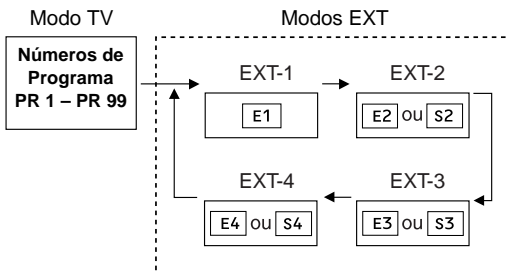 Modo TV
Modos EXT
Números de
Programa
PR 1 – PR 99
EXT-1
E1
EXT-2
E2 ou S2
EXT-4
E4 ou S4
EXT-3
E3 ou S3